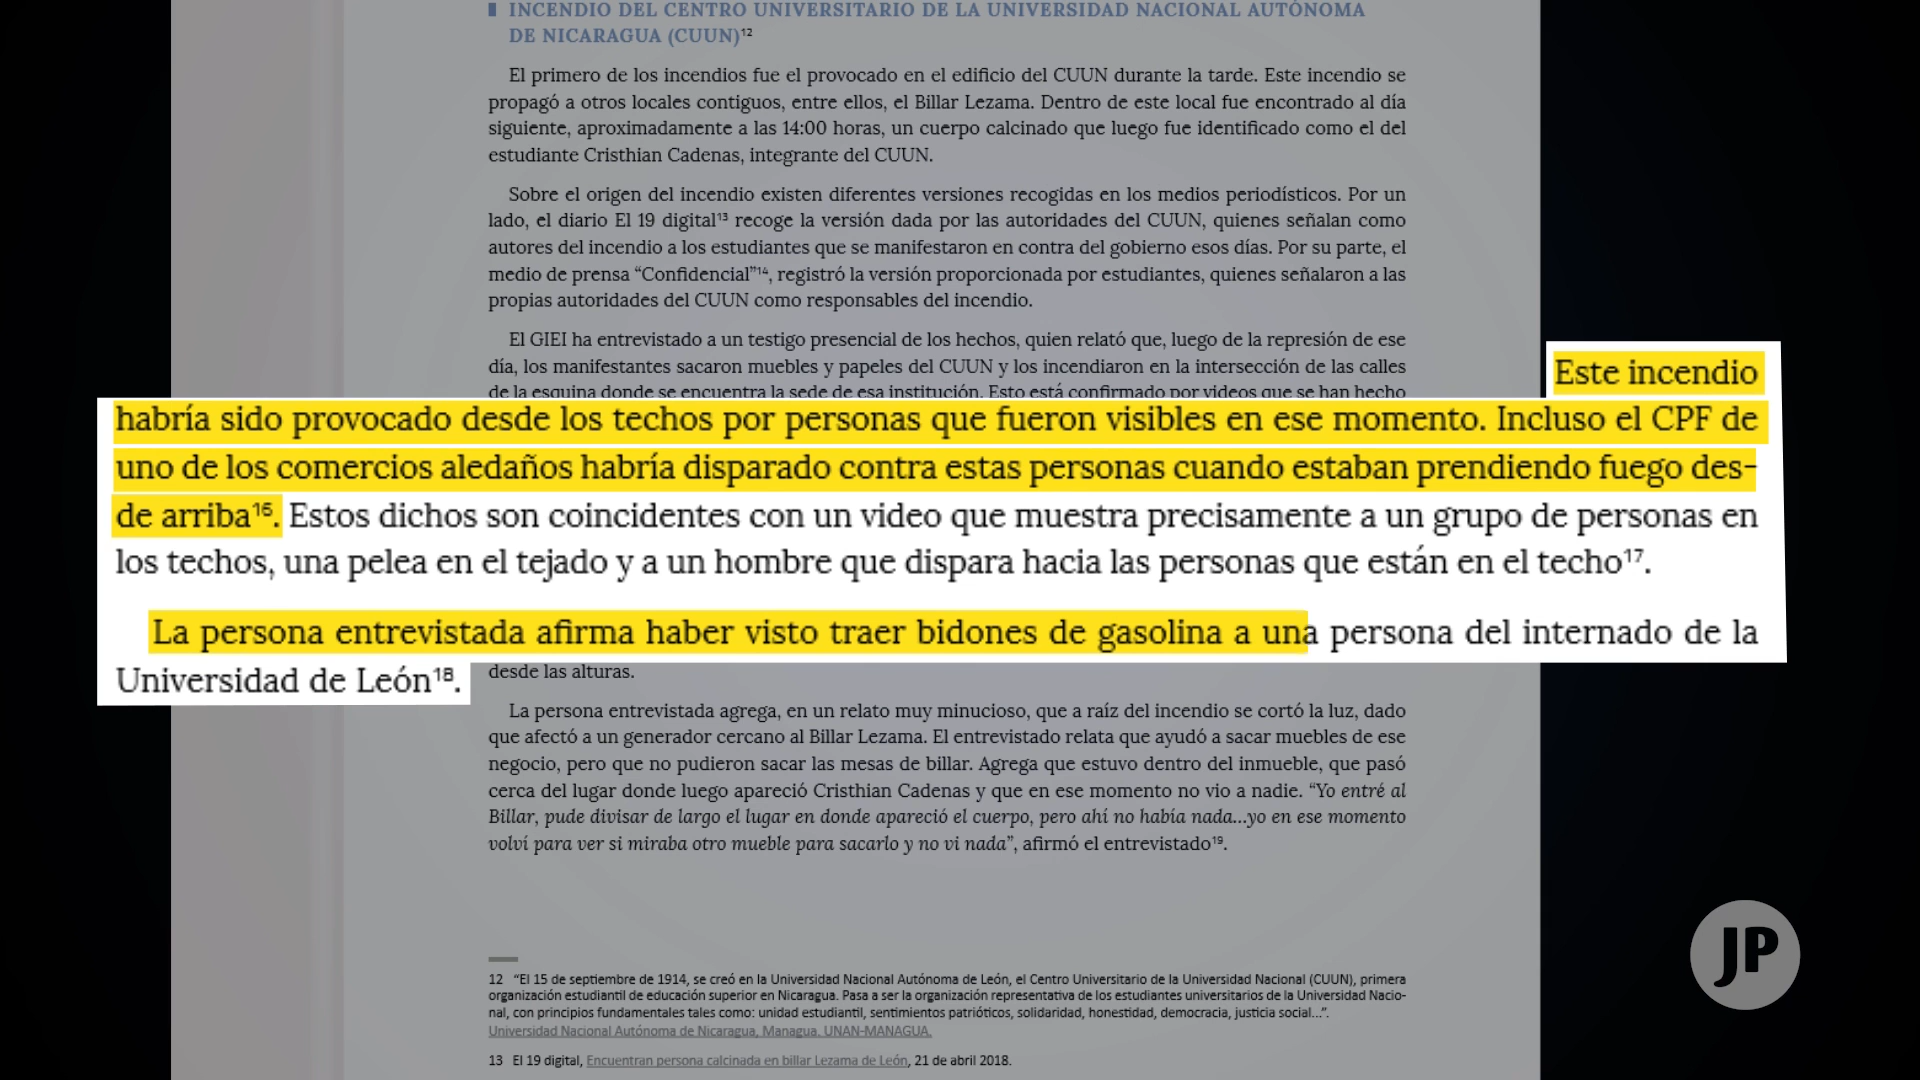 INCENDIO DEL CENTRO UNIVERSITARIO DE LA UNIVERSIDAD NACIONAL AUTÓNOMA
DE NICARAGUA (CUUN)¹²
El primero de los incendios fue el provocado en el edificio del CUUN durante la tarde. Este incendio se
propagó a otros locales contiguos, entre ellos, el Billar Lezama. Dentro de este local fue encontrado al día
siguiente, aproximadamente a las 14:00 horas, un cuerpo calcinado que luego fue identificado como el del
estudiante Cristhian Cadenas, integrante del CUUN.
Sobre el origen del incendio existen diferentes versiones recogidas en los medios periodísticos. Por un
lado, el diario El 19 digital¹³ recoge la versión dada por las autoridades del CUUN, quienes señalan como
autores del incendio a los estudiantes que se manifestaron en contra del gobierno esos días. Por su parte, el
medio de prensa “Confidencial”¹⁴, registró la versión proporcionada por estudiantes, quienes señalaron a las
propias autoridades del CUUN como responsables del incendio.
El GIEI ha entrevistado a un testigo presencial de los hechos, quien relató que, luego de la represión de ese
día, los manifestantes sacaron muebles y papeles del CUUN y los incendiaron en la intersección de las calles
de la esquina donde se encuentra la sede de esa institución. Esto está confirmado por videos que se han hecho
Este incendio
habría sido provocado desde los techos por personas que fueron visibles en ese momento. Incluso el CPF de
uno de los comercios aledaños habría disparado contra estas personas cuando estaban prendiendo fuego des-
de arriba¹⁶. Estos dichos son coincidentes con un video que muestra precisamente a un grupo de personas en
los techos, una pelea en el tejado y a un hombre que dispara hacia las personas que están en el techo¹⁷.
La persona entrevistada afirma haber visto traer bidones de gasolina a una persona del internado de la
Universidad de León¹⁸.
desde las alturas.
La persona entrevistada agrega, en un relato muy minucioso, que a raíz del incendio se cortó la luz, dado
que afectó a un generador cercano al Billar Lezama. El entrevistado relata que ayudó a sacar muebles de ese
negocio, pero que no pudieron sacar las mesas de billar. Agrega que estuvo dentro del inmueble, que pasó
cerca del lugar donde luego apareció Cristhian Cadenas y que en ese momento no vio a nadie. “Yo entré al
Billar, pude divisar de largo el lugar en donde apareció el cuerpo, pero ahí no había nada…yo en ese momento
volví para ver si miraba otro mueble para sacarlo y no vi nada”, afirmó el entrevistado¹⁹.
12 “El 15 de septiembre de 1914, se creó en la Universidad Nacional Autónoma de León, el Centro Universitario de la Universidad Nacional (CUUN), primera
organización estudiantil de educación superior en Nicaragua. Pasa a ser la organización representativa de los estudiantes universitarios de la Universidad Nacio-
nal, con principios fundamentales tales como: unidad estudiantil, sentimientos patrióticos, solidaridad, honestidad, democracia, justicia social...”.
Universidad Nacional Autónoma de Nicaragua, Managua. UNAN-MANAGUA.
13 El 19 digital, Encuentran persona calcinada en billar Lezama de León, 21 de abril 2018.
JP